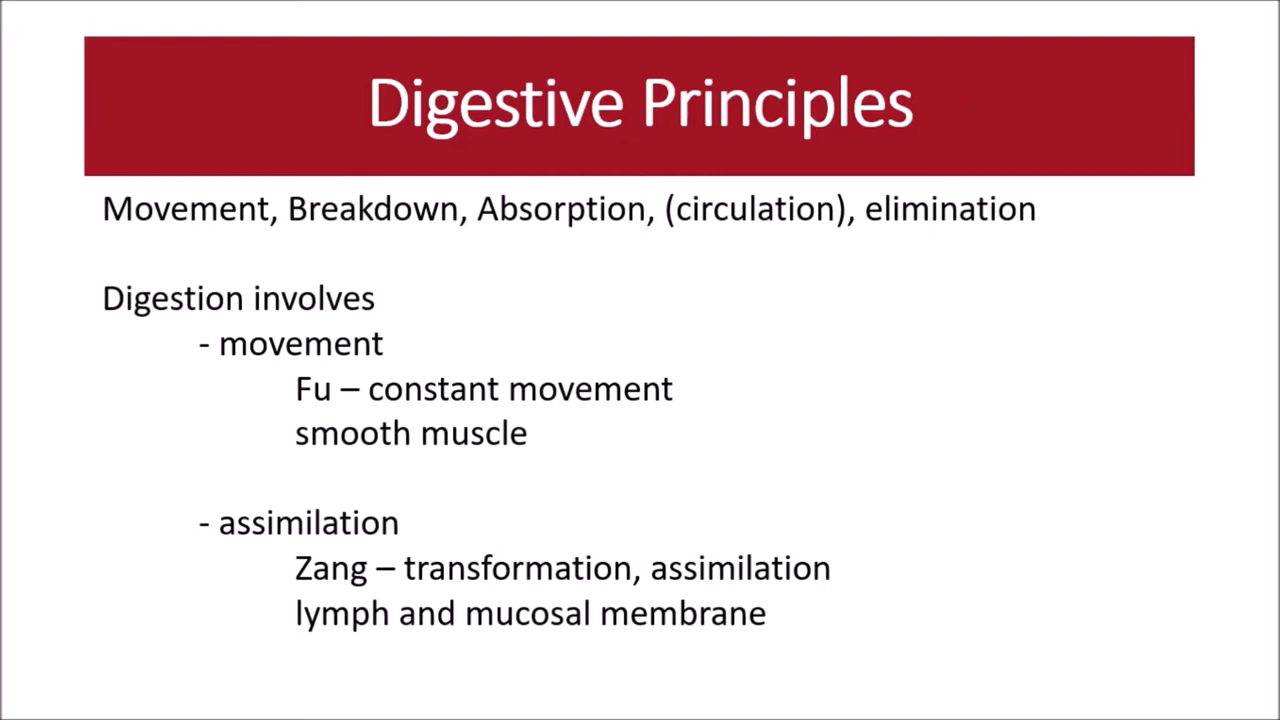 Digestive Principles
Movement, Breakdown, Absorption, (circulation), elimination
Digestion involves
- movement
Fu – constant movement
smooth muscle
- assimilation
Zang – transformation, assimilation
lymph and mucosal membrane